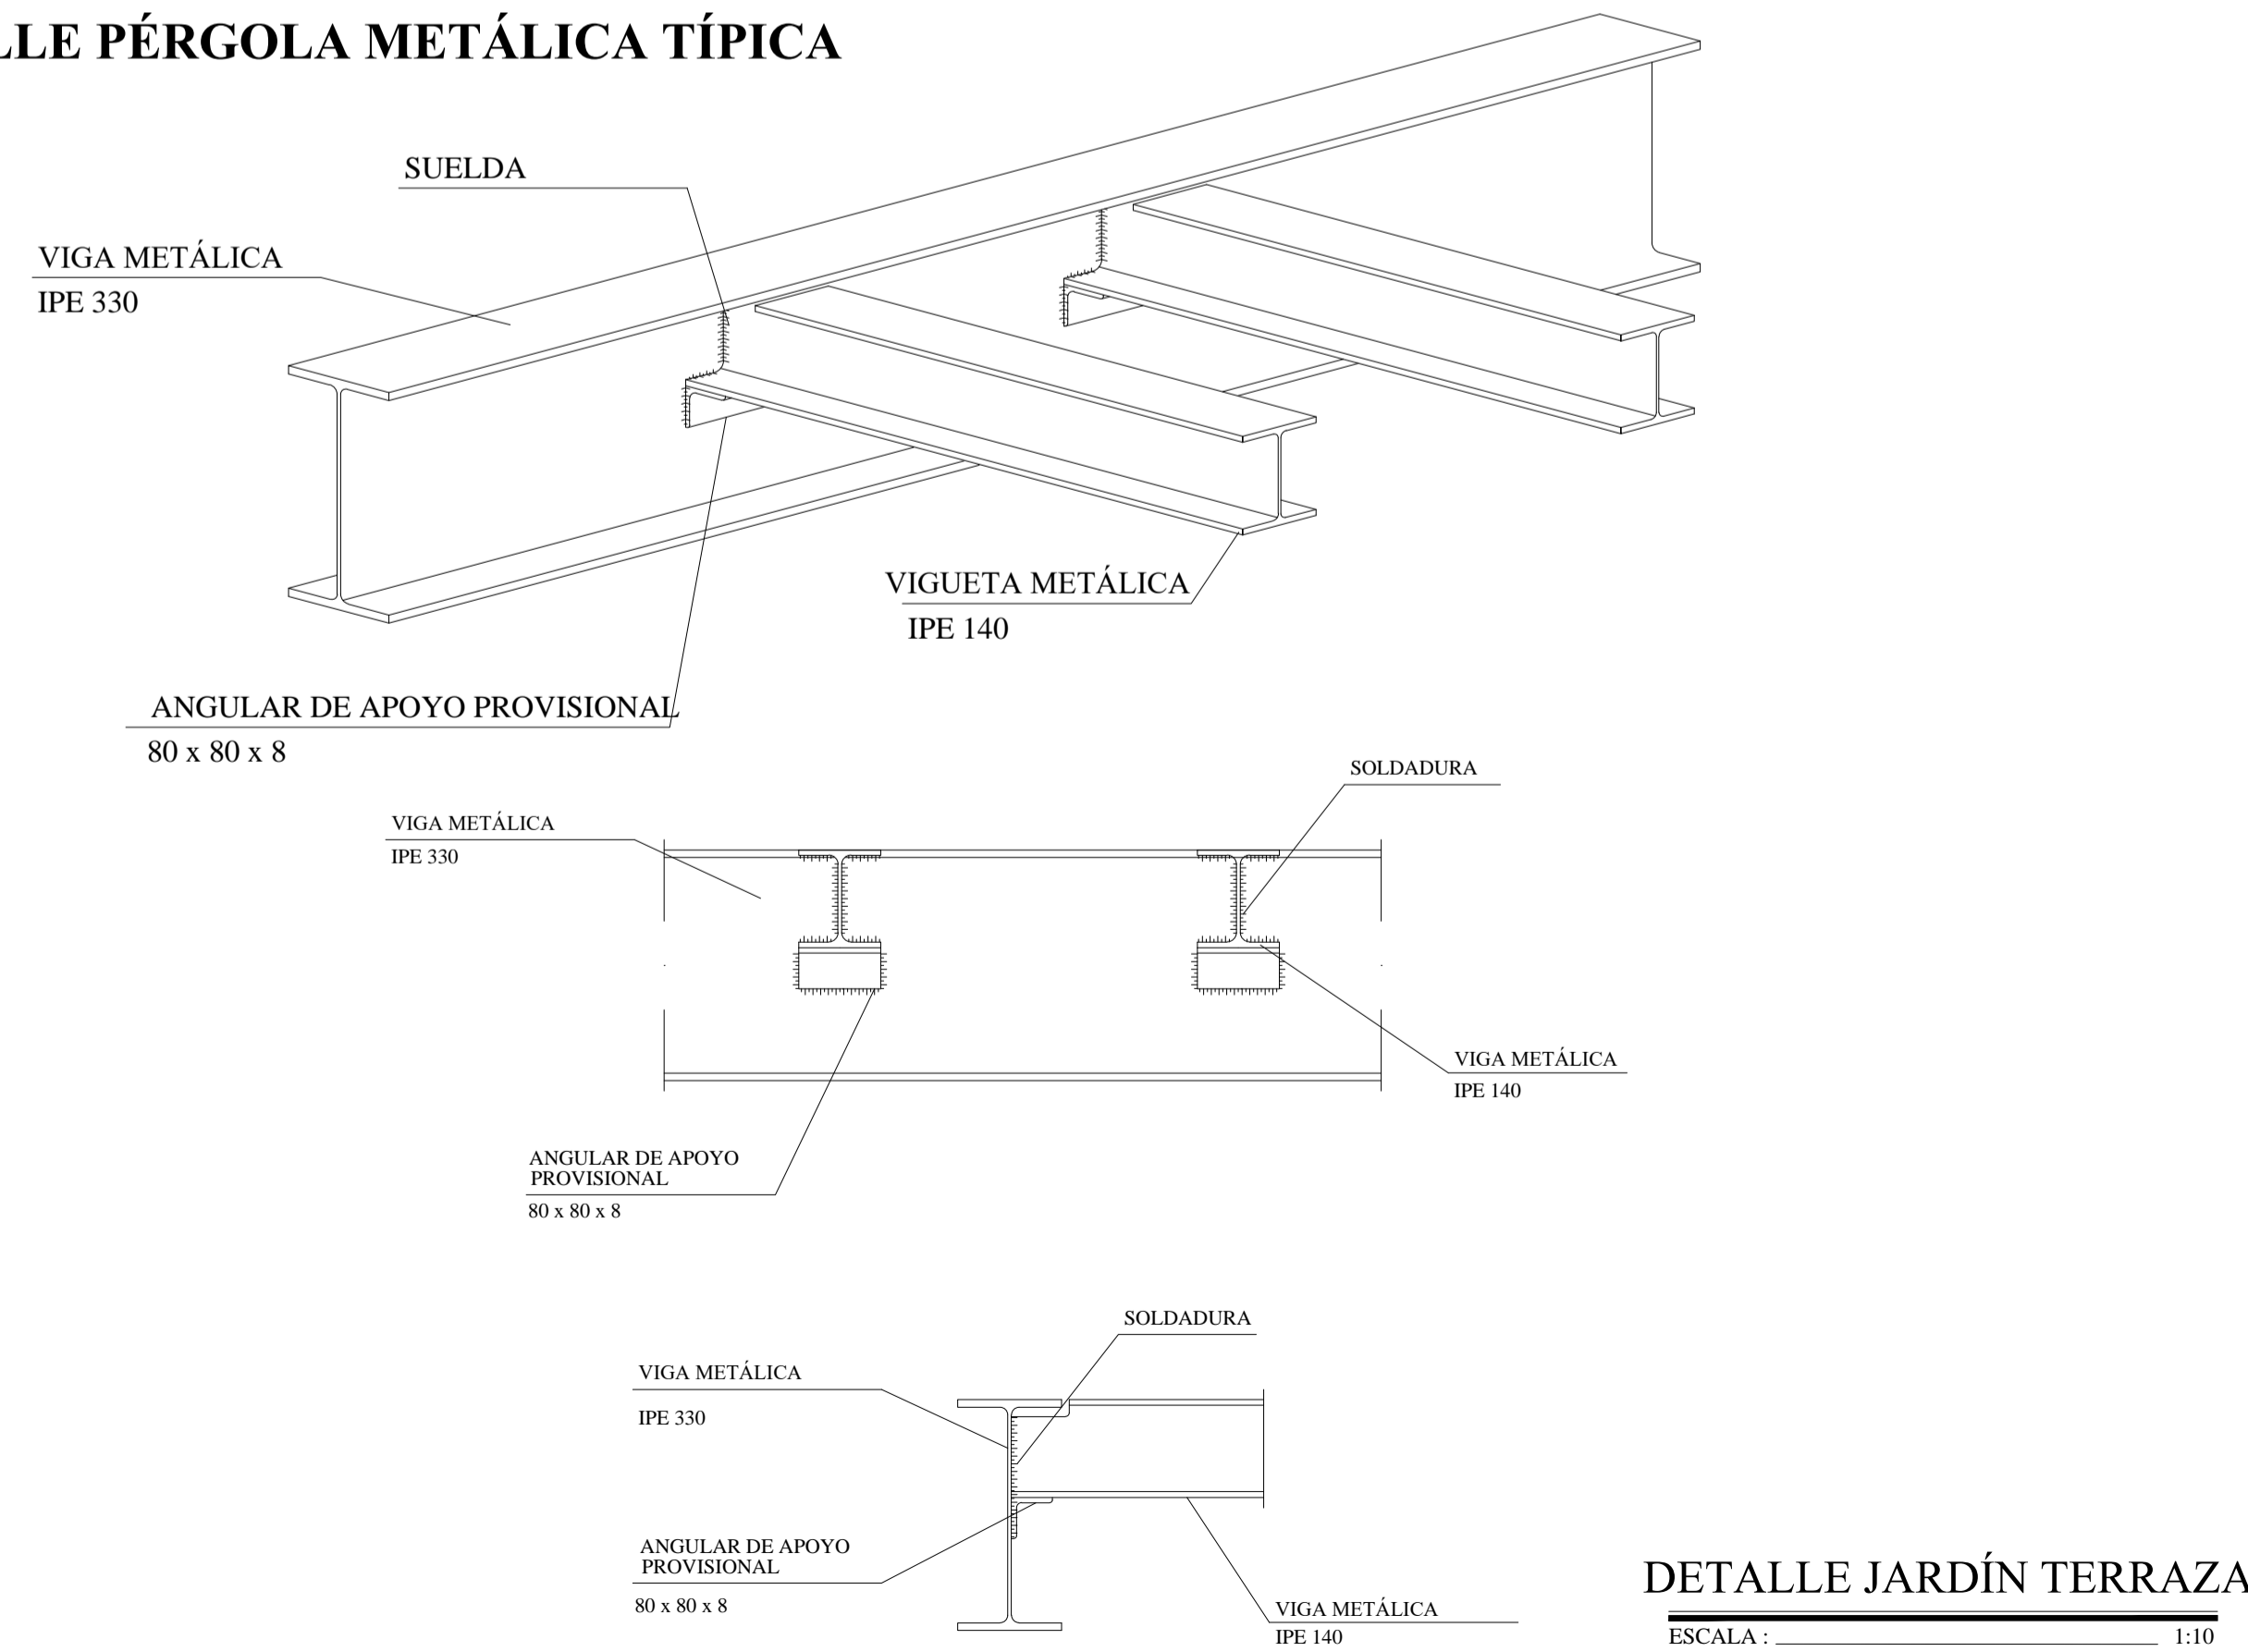 LLE PÉRGOLA METÁLICA TÍPICA
SUELDA
VIGA METÁLICA
IPE 330
VIGUETA METÁLICA
IPE 140
ANGULAR DE APOYO PROVISIONAL
80 x 80 x 8
SOLDADURA
VIGA METÁLICA
IPE 330
VIGA METÁLICA
IPE 140
ANGULAR DE APOYO
PROVISIONAL
80 x 80 x 8
SOLDADURA
VIGA METÁLICA
IPE 330
ANGULAR DE APOYO
PROVISIONAL
80 x 80 x 8
VIGA METÁLICA
IPE 140
DETALLE JARDÍN TERRAZA
ESCALA : 1:10